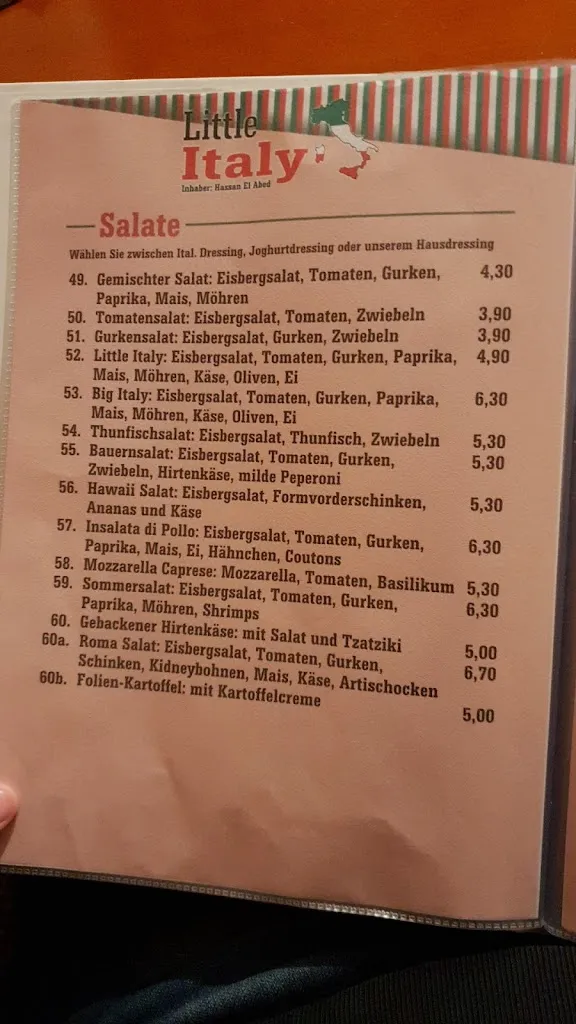 Little
Italy
Inhaber: Hassan El Abed
Salate
Wählen Sie zwischen Ital. Dressing, Joghurtdressing oder unserem Hausdressing
49. Gemischter Salat: Eisbergsalat, Tomaten, Gurken, 4,30
Paprika, Mais, Möhren
50. Tomatensalat: Eisbergsalat, Tomaten, Zwiebeln 3,90
51. Gurkensalat: Eisbergsalat, Gurken, Zwiebeln 3,90
52. Little Italy: Eisbergsalat, Tomaten, Gurken, Paprika, 4,90
Mais, Möhren, Käse, Oliven, Ei
53. Big Italy: Eisbergsalat, Tomaten, Gurken, Paprika, 6,30
Mais, Möhren, Käse, Oliven, Ei
54. Thunfischsalat: Eisbergsalat, Thunfisch, Zwiebeln 5,30
55. Bauernsalat: Eisbergsalat, Tomaten, Gurken, 5,30
Zwiebeln, Hirtenkäse, milde Peperoni
56. Hawaii Salat: Eisbergsalat, Formvorderschinken, 5,30
Ananas und Käse
57. Insalata di Pollo: Eisbergsalat, Tomaten, Gurken, 6,30
Paprika, Mais, Ei, Hähnchen, Coutons
58. Mozzarella Caprese: Mozzarella, Tomaten, Basilikum 5,30
59. Sommersalat: Eisbergsalat, Tomaten, Gurken, 6,30
Paprika, Möhren, Shrimps
60. Gebackener Hirtenkäse: mit Salat und Tzatziki 5,00
60a. Roma Salat: Eisbergsalat, Tomaten, Gurken, 6,70
Schinken, Kidneybohnen, Mais, Käse, Artischocken
60b. Folien-Kartoffel: mit Kartoffelcreme 5,00